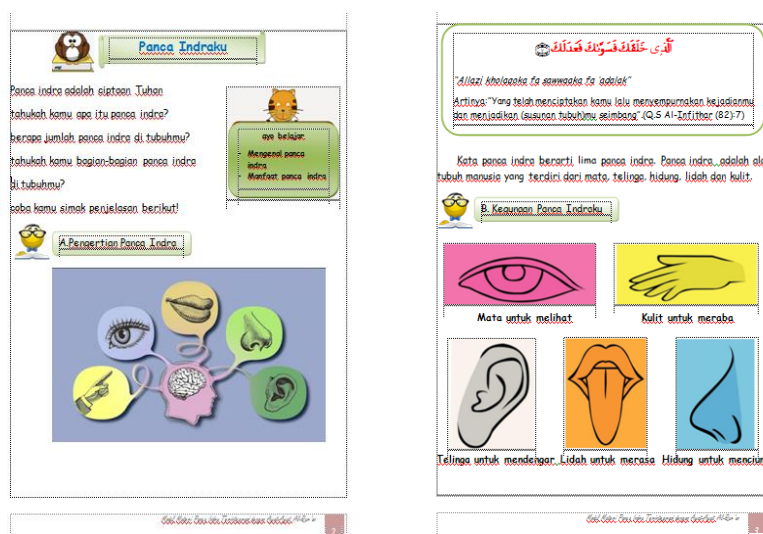 Panca Indraku
Panca indra adalah ciptaan Tuhan
tahukah kamu apa itu panca indra?
berapa jumlah panca indra di tubuhmu?
tahukah kamu bagian-bagian panca indra
di tubuhmu?
coba kamu simak penjelasan berikut!
ayo belajar:
- Mengenal panca
indra
- Manfaat panca indra
A.Pengertian Panca Indra
ٱلَّذِى خَلَقَكَ فَسَوَّىٰكَ فَعَدَلَكَ
"Allazi kholaqoka fa sawwaaka fa 'adalak"
Artinya:"Yang telah menciptakan kamu lalu menyempurnakan kejadianmu
dan menjadikan (susunan tubuh)mu seimbang".(Q.S Al-Infithar (82):7)
Kata panca indra berarti lima panca indra. Panca indra adalah ala
tubuh manusia yang terdiri dari mata, telinga, hidung, lidah dan kulit.
B. Kegunaan Panca Indraku
Mata untuk melihat
Kulit untuk meraba
Telinga untuk mendengar
Lidah untuk merasa
Hidung untuk menciun